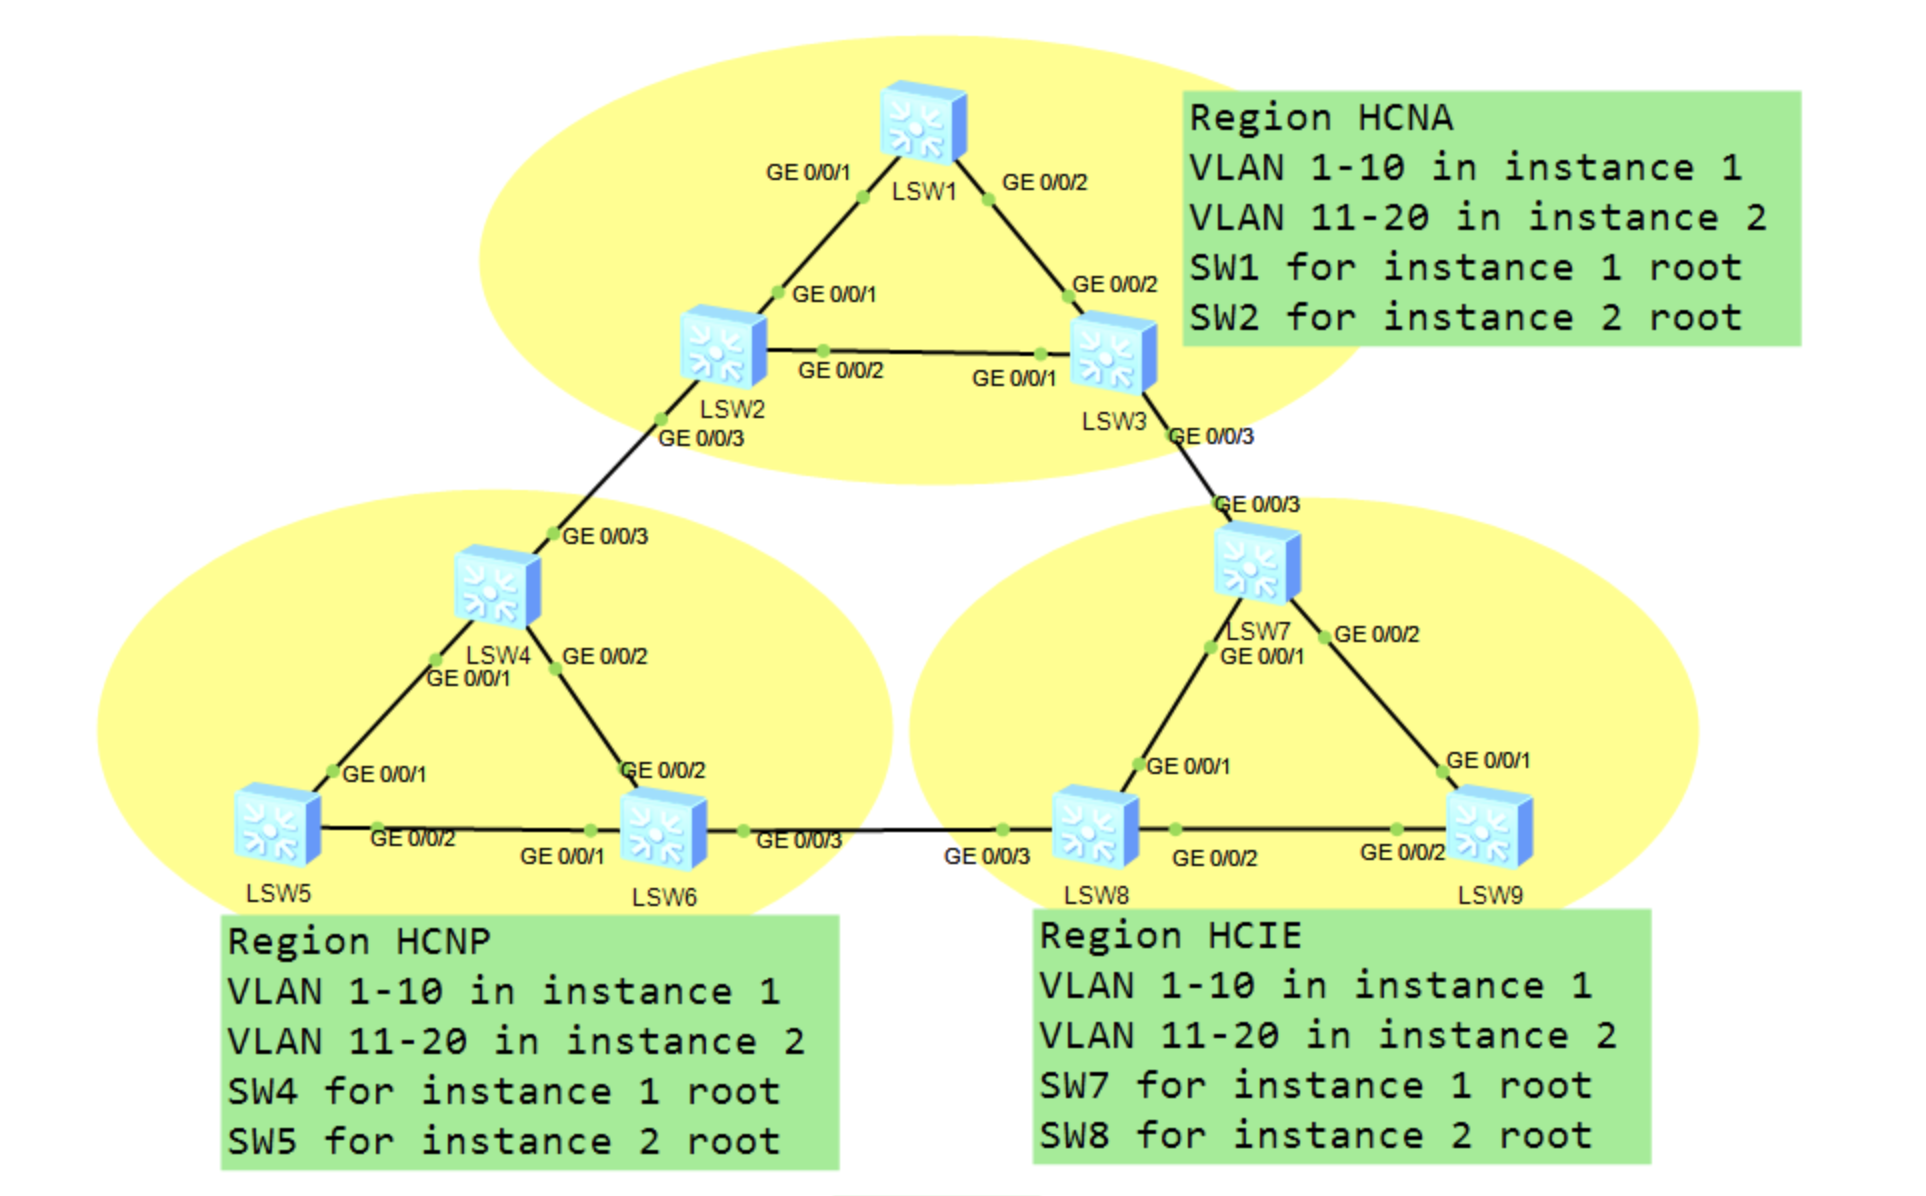 Region HCNA
VLAN 1-10 in instance 1
VLAN 11-20 in instance 2
SW1 for instance 1 root
SW2 for instance 2 root
GE 0/0/1
LSW1
GE 0/0/2
GE 0/0/1
GE 0/0/2
GE 0/0/2
GE 0/0/1
LSW2
LSW3
GE 0/0/3
GE 0/0/3
GE 0/0/3
GE 0/0/3
LSW4
GE 0/0/2
GE 0/0/1
GE 0/0/1
GE 0/0/2
GE 0/0/2
GE 0/0/1
GE 0/0/3
LSW5
LSW6
LSW7
GE 0/0/2
GE 0/0/1
GE 0/0/1
GE 0/0/1
GE 0/0/3
GE 0/0/2
GE 0/0/2
LSW8
LSW9
Region HCNP
VLAN 1-10 in instance 1
VLAN 11-20 in instance 2
SW4 for instance 1 root
SW5 for instance 2 root
Region HCIE
VLAN 1-10 in instance 1
VLAN 11-20 in instance 2
SW7 for instance 1 root
SW8 for instance 2 root